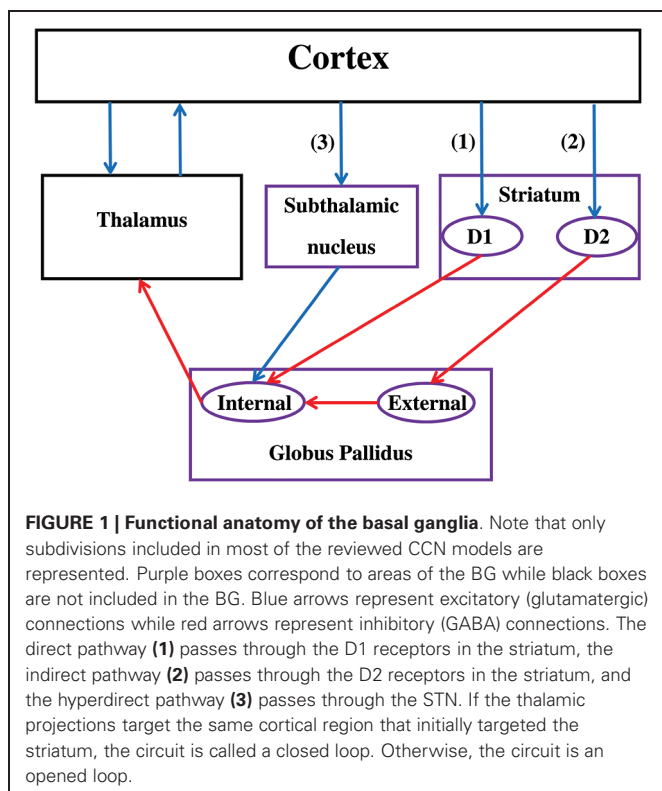 Cortex
(3)
(1)
(2)
Thalamus
Subthalamic
nucleus
Striatum
D1
D2
Internal
External
Globus Pallidus
FIGURE 1 | Functional anatomy of the basal ganglia. Note that only
subdivisions included in most of the reviewed CCN models are
represented. Purple boxes correspond to areas of the BG while black boxes
are not included in the BG. Blue arrows represent excitatory (glutamatergic)
connections while red arrows represent inhibitory (GABA) connections. The
direct pathway (1) passes through the D1 receptors in the striatum, the
indirect pathway (2) passes through the D2 receptors in the striatum, and
the hyperdirect pathway (3) passes through the STN. If the thalamic
projections target the same cortical region that initially targeted the
striatum, the circuit is called a closed loop. Otherwise, the circuit is an
opened loop.